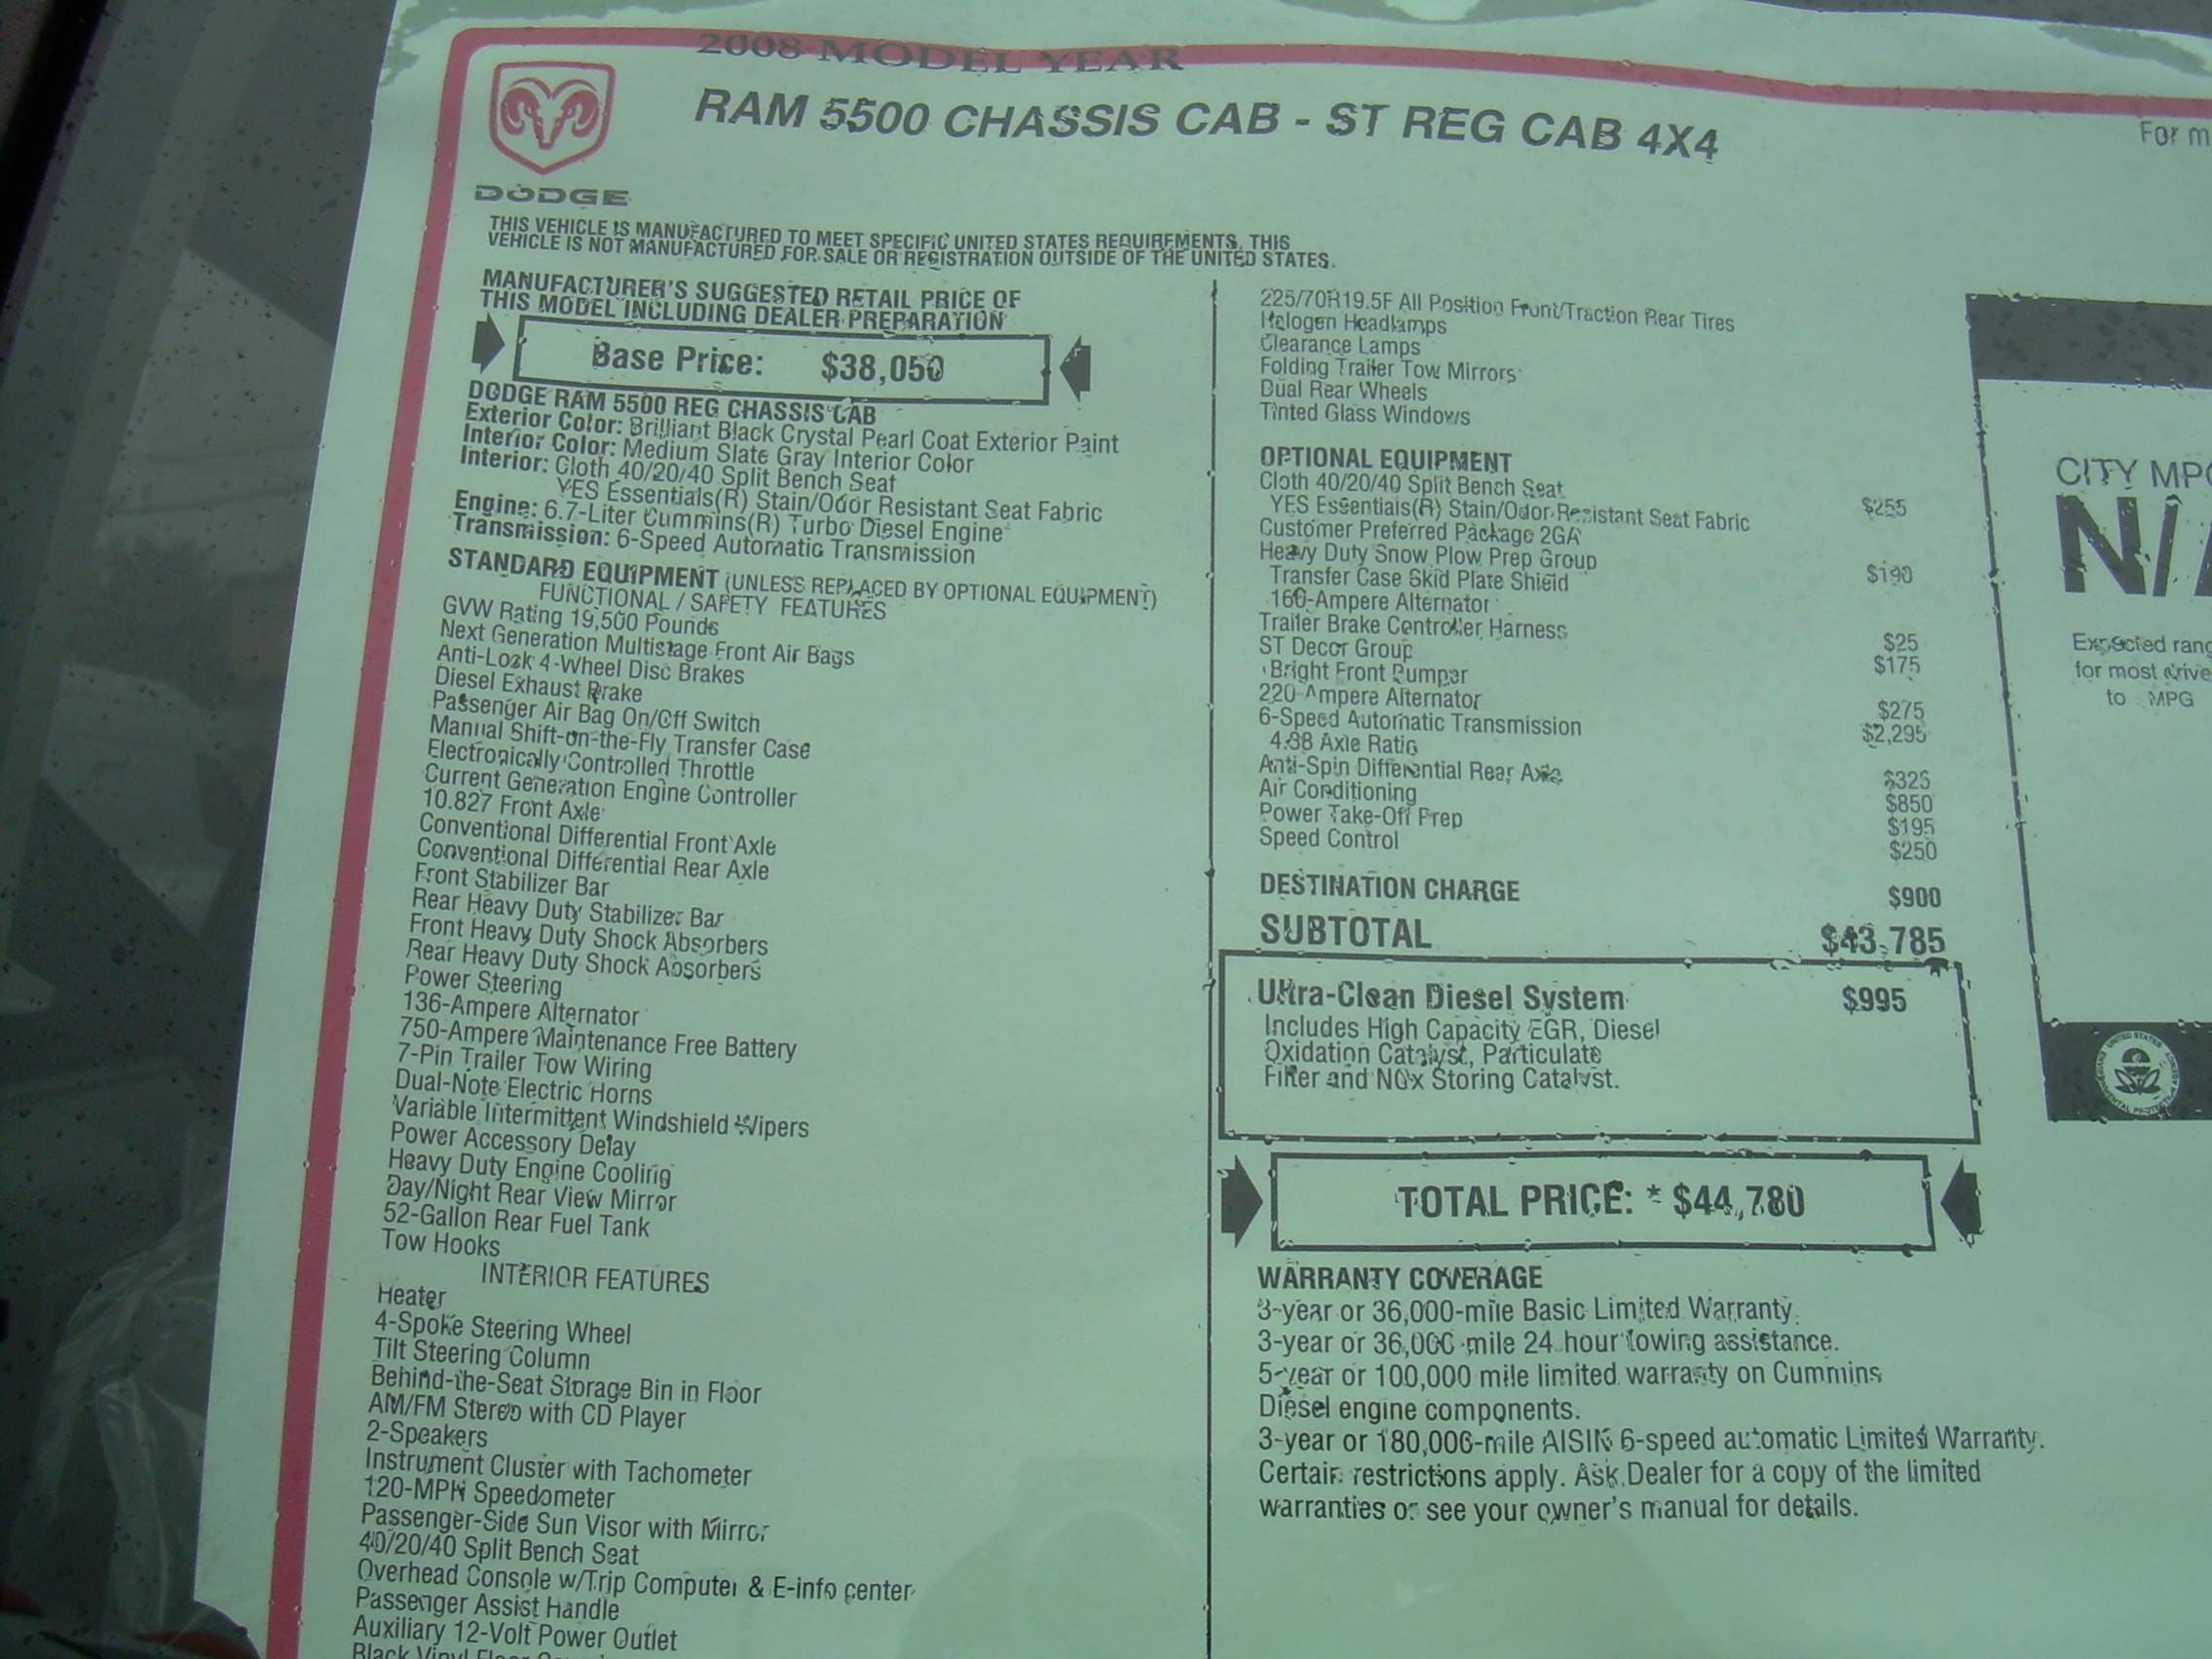 2008 MODEL YEAR
RAM 5500 CHASSIS CAB - ST REG CAB 4X4
For m
DODGE
THIS VEHICLE IS MANUFACTURED TO MEET SPECIFIC UNITED STATES REQUIREMENTS. THIS
VEHICLE IS NOT MANUFACTURED FOR SALE OR REGISTRATION OUTSIDE OF THE UNITED STATES.
MANUFACTURER'S SUGGESTED RETAIL PRICE OF
THIS MODEL INCLUDING DEALER PREPARATION
Base Price: $38,050
DODGE RAM 5500 REG CHASSIS CAB
Exterior Color: Brilliant Black Crystal Pearl Coat Exterior Paint
Interior Color: Medium Slate Gray Interior Color
Interior: Cloth 40/20/40 Split Bench Seat
YES Essentials(R) Stain/Odor Resistant Seat Fabric
Engine: 6.7-Liter Cummins(R) Turbo Diesel Engine
Transmission: 6-Speed Automatic Transmission
STANDARD EQUIPMENT (UNLESS REPLACED BY OPTIONAL EQUIPMENT)
FUNCTIONAL / SAFETY FEATURES
GVW Rating 19,500 Pounds
Next Generation Multistage Front Air Bags
Anti-Lock 4-Wheel Disc Brakes
Diesel Exhaust Brake
Passenger Air Bag On/Off Switch
Manual Shift-on-the-Fly Transfer Case
Electronically Controlled Throttle
Current Generation Engine Controller
10.827 Front Axle
Conventional Differential Front Axle
Conventional Differential Rear Axle
Front Stabilizer Bar
Rear Heavy Duty Stabilizer Bar
Front Heavy Duty Shock Absorbers
Rear Heavy Duty Shock Absorbers
Power Steering
136-Ampere Alternator
750-Ampere Maintenance Free Battery
7-Pin Trailer Tow Wiring
Dual-Note Electric Horns
Variable Intermittent Windshield Wipers
Power Accessory Delay
Heavy Duty Engine Cooling
Day/Night Rear View Mirror
52-Gallon Rear Fuel Tank
Tow Hooks
INTERIOR FEATURES
Heater
4-Spoke Steering Wheel
Tilt Steering Column
Behind-the-Seat Storage Bin in Floor
AM/FM Stereo with CD Player
2-Speakers
Instrument Cluster with Tachometer
120-MPH Speedometer
Passenger-Side Sun Visor with Mirror
40/20/40 Split Bench Seat
Overhead Console w/Trip Computer & E-info center
Passenger Assist Handle
Auxiliary 12-Volt Power Outlet
Black Vinyl Floor
225/70R19.5F All Position Front/Traction Rear Tires
Halogen Headlamps
Clearance Lamps
Folding Trailer Tow Mirrors
Dual Rear Wheels
Tinted Glass Windows
OPTIONAL EQUIPMENT
Cloth 40/20/40 Split Bench Seat
YES Essentials(R) Stain/Odor Resistant Seat Fabric $255
Customer Preferred Package 2GA
Heavy Duty Snow Plow Prep Group
Transfer Case Skid Plate Shield $190
160-Ampere Alternator
Trailer Brake Controller Harness $25
ST Decor Group $175
Bright Front Bumper
220-Ampere Alternator $275
6-Speed Automatic Transmission $2,295
4.88 Axle Ratio
Anti-Spin Differential Rear Axle $325
Air Conditioning $850
Power Take-Off Prep $195
Speed Control $250
DESTINATION CHARGE $900
SUBTOTAL $43,785
Ultra-Clean Diesel System $995
Includes High Capacity EGR, Diesel
Oxidation Catalyst, Particulate
Filter and NOx Storing Catalyst.
TOTAL PRICE: * $44,780
WARRANTY COVERAGE
3-year or 36,000-mile Basic Limited Warranty.
3-year or 36,000-mile 24 hour towing assistance.
5-year or 100,000 mile limited warranty on Cummins
Diesel engine components.
3-year or 180,000-mile AISIN 6-speed automatic Limited Warranty.
Certain restrictions apply. Ask Dealer for a copy of the limited
warranties or see your owner's manual for details.
CITY MPG
N/
Expected rang
for most drive
to MPG